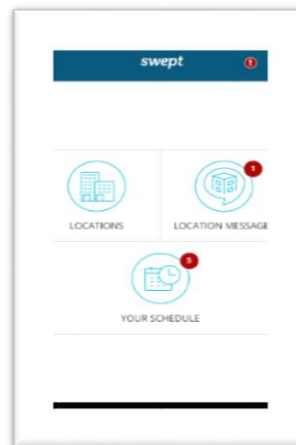 swept
!
1
LOCATIONS LOCATION MESSAGE
5
YOUR SCHEDULE